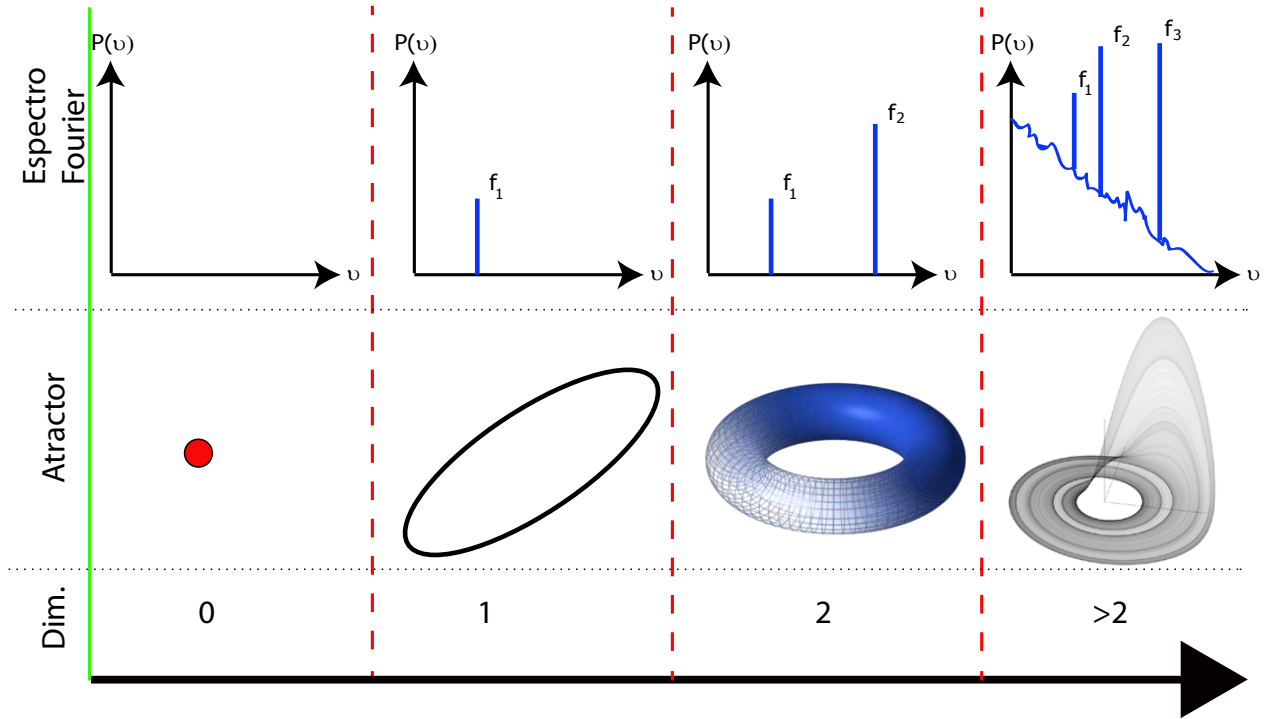 Espectro
Fourier
P(υ)
υ
P(υ)
f1
υ
P(υ)
f1
f2
υ
P(υ)
f1
f2
f3
υ
Atractor
Dim.
0
1
2
>2